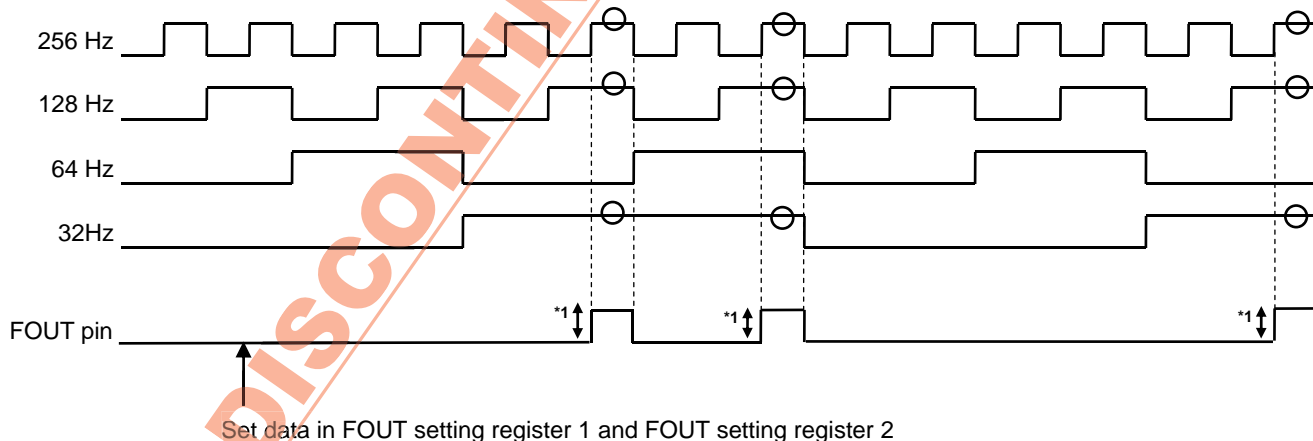 256 Hz
128 Hz
64 Hz
32Hz
FOUT pin
*1
*1
*1
Set data in FOUT setting register 1 and FOUT setting register 2